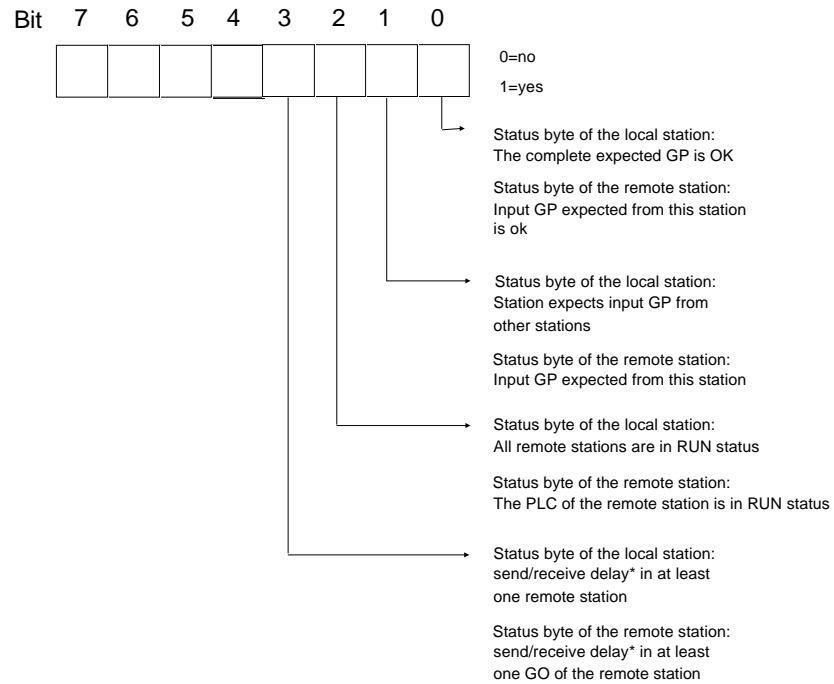 Bit 7 6 5 4 3 2 1 0
0=no
1=yes
Status byte of the local station:
The complete expected GP is OK
Status byte of the remote station:
Input GP expected from this station
is ok
Status byte of the local station:
Station expects input GP from
other stations
Status byte of the remote station:
Input GP expected from this station
Status byte of the local station:
All remote stations are in RUN status
Status byte of the remote station:
The PLC of the remote station is in RUN status
Status byte of the local station:
send/receive delay* in at least
one remote station
Status byte of the remote station:
send/receive delay* in at least
one GO of the remote station